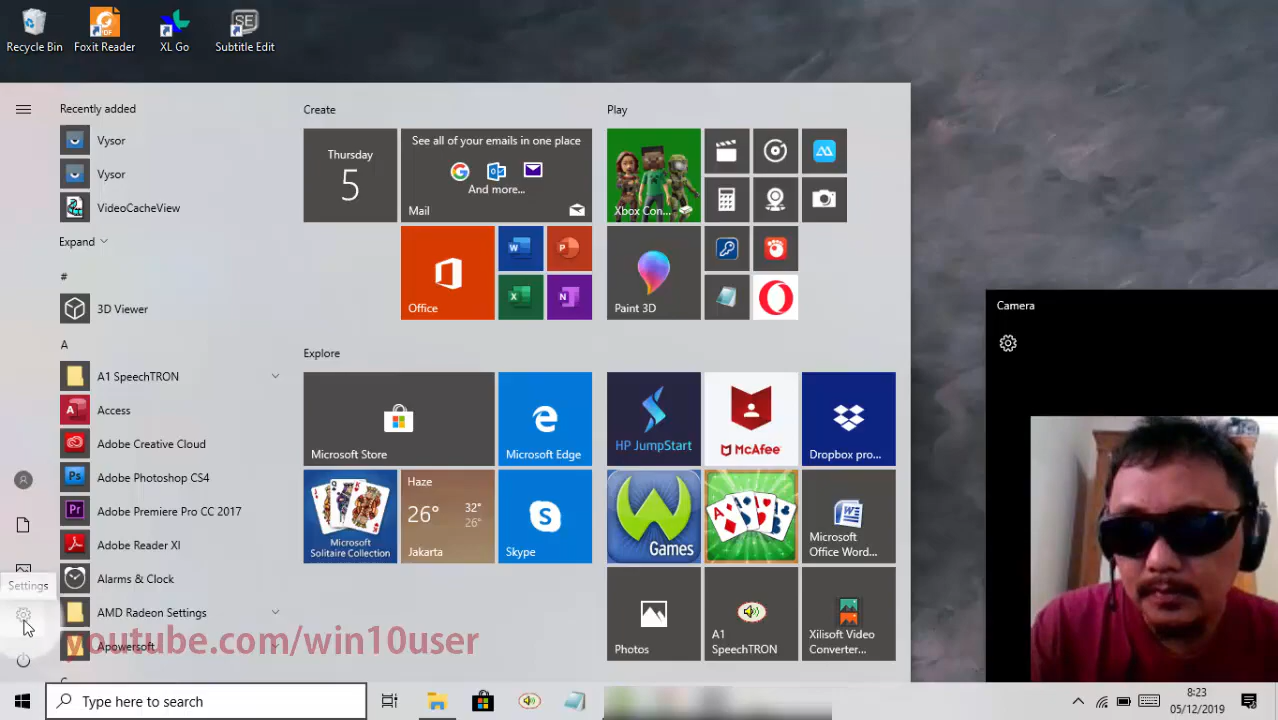 Recycle Bin
Foxit Reader
XL Go
Subtitle Edit
Recently added
Vysor
Vysor
VideoCacheView
Expand
#
3D Viewer
A
A1 SpeechTRON
Access
Adobe Creative Cloud
Adobe Photoshop CS4
Adobe Premiere Pro CC 2017
Adobe Reader XI
Alarms & Clock
AMD Radeon Settings
Apowersoft
Settings
Create
Thursday
5
See all of your emails in one place
And more...
Mail
Office
Explore
Microsoft Store
Microsoft Edge
Microsoft
Solitaire Collection
Haze
26°
32°
26°
Jakarta
Skype
Play
Xbox Con...
Paint 3D
HP JumpStart
McAfee
Dropbox pro...
Games
Microsoft
Office Word...
Photos
A1
SpeechTRON
Xilisoft Video
Converter...
Camera
youtube.com/win10user
Type here to search
8:23
05/12/2019